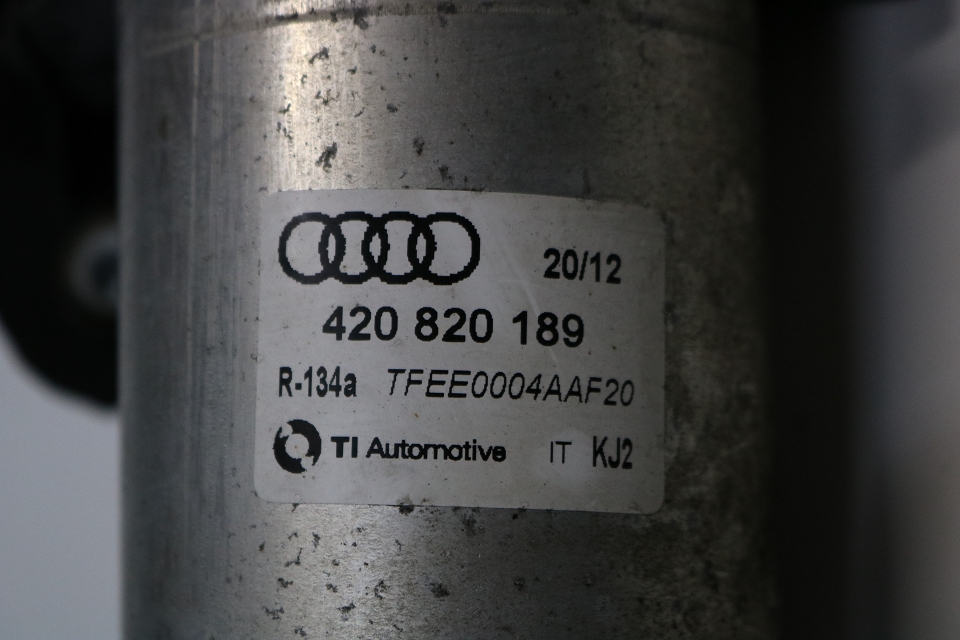 20/12
420 820 189
R-134a TFEE0004AAF20
TI Automotive IT KJ2